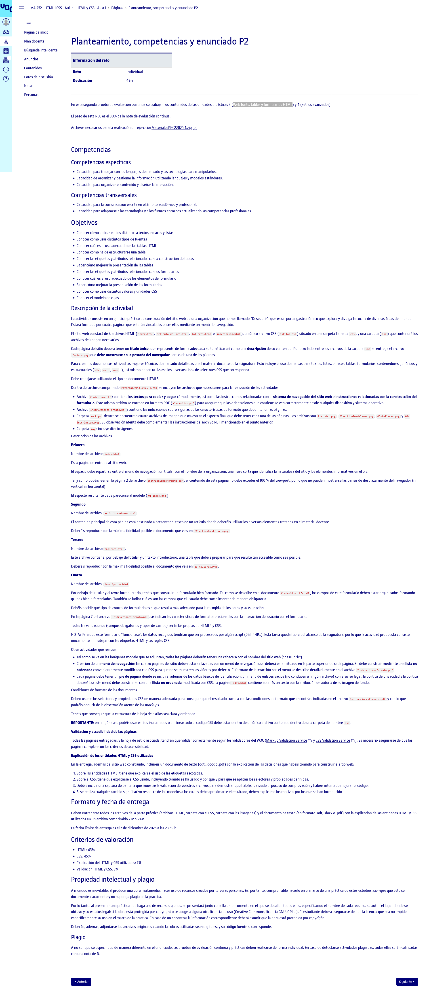 UOC
M4.252 - HTML i CSS - Aula 1 | HTML y CSS - Aula 1 > Páginas > Planteamiento, competencias y enunciado P2
20251
Página de inicio
Plan docente
Búsqueda inteligente
Anuncios
1
Contenidos
Foros de discusión
Notas
Personas
Planteamiento, competencias y enunciado P2
Información del reto
Reto Individual
Dedicación 45h
En esta segunda prueba de evaluación continua se trabajan los contenidos de las unidades didácticas 3 (Web fonts, tablas y formularios HTML) y 4 (Estilos avanzados).
El peso de esta PEC es el 30% de la nota de evaluación continua.
Archivos necesarios para la realización del ejercicio: MaterialesPEC22025-1.zip
Competencias
Competencias específicas
• Capacidad para trabajar con los lenguajes de marcado y las tecnologías para manipularlos.
• Capacidad de organizar y gestionar la información utilizando lenguajes y modelos estándares.
• Capacidad para organizar el contenido y diseñar la interacción.
Competencias transversales
• Capacidad para la comunicación escrita en el ámbito académico y profesional.
• Capacidad para adaptarse a las tecnologías y a los futuros entornos actualizando las competencias profesionales.
Objetivos
• Conocer cómo aplicar estilos distintos a textos, enlaces y listas
• Conocer cómo usar distintos tipos de fuentes
• Conocer cuál es el uso adecuado de las tablas HTML
• Conocer cómo ha de estructurarse una tabla
• Conocer las etiquetas y atributos relacionados con la construcción de tablas
• Saber cómo mejorar la presentación de las tablas
• Conocer las etiquetas y atributos relacionados con los formularios
• Conocer cuál es el uso adecuado de los elementos de formulario
• Saber cómo mejorar la presentación de los formularios
• Conocer cómo usar distintos valores y unidades CSS
• Conocer el modelo de cajas
Descripción de la actividad
La actividad consiste en un ejercicio práctico de construcción del sitio web de una organización que hemos llamado "Descubrir", que es un portal gastronómico que explora y divulga la cocina de diversas áreas del mundo.
Estará formado por cuatro páginas que estarán vinculadas entre ellas mediante un menú de navegación.
El sitio web constará de 4 archivos HTML ( index.html , articulo-del-mes.html , talleres.html e inscripcion.html ), un único archivo CSS ( estilos.css ) situado en una carpeta llamada css , y una carpeta ( img ) que contendrá los
archivos de imagen necesarios.
Cada página del sitio deberá tener un título único, que represente de forma adecuada su temática; así como una descripción de su contenido. Por otro lado, entre los archivos de la carpeta img se entrega el archivo
favicon.png que debe mostrarse en la pestaña del navegador para cada una de las páginas.
Para crear los documentos, utilizad las mejores técnicas de marcado detalladas en el material docente de la asignatura. Esto incluye el uso de marcas para textos, listas, enlaces, tablas, formularios, contenedores genéricos y
estructurales ( div , main , nav ...), así mismo deben utilizarse los diversos tipos de selectores CSS que corresponda.
Debe trabajarse utilizando el tipo de documento HTML5.
Dentro del archivo comprimido MaterialesPEC22025-1.zip se incluyen los archivos que necesitaréis para la realización de las actividades:
• Archivo Contenidos.rtf : contiene los textos para copiar y pegar cómodamente, así como las instrucciones relacionadas con el sistema de navegación del sitio web e instrucciones relacionadas con la construcción del
formulario. Este mismo archivo se entrega en formato PDF ( Contenidos.pdf ) para asegurar que las orientaciones que contiene se ven correctamente desde cualquier dispositivo y sistema operativo.
• Archivo InstruccionesFormato.pdf : contiene las indicaciones sobre algunas de las características de formato que deben tener las páginas.
• Carpeta mockups : dentro se encuentran cuatro archivos de imagen que muestran el aspecto final que debe tener cada una de las páginas. Los archivos son 01-index.png , 02-articulo-del-mes.png , 03-talleres.png y 04-
inscripcion.png . Su observación atenta debe complementar las instrucciones del archivo PDF mencionado en el punto anterior.
• Carpeta img : incluye diez imágenes.
Descripción de los archivos
Primero
Nombre del archivo: index.html .
Es la página de entrada al sitio web.
El espacio debe repartirse entre el menú de navegación, un titular con el nombre de la organización, una frase corta que identifica la naturaleza del sitio y los elementos informativos en el pie.
Tal y como podéis leer en la página 2 del archivo InstruccionesFormato.pdf , el contenido de esta página no debe exceder el 100 % del viewport, por lo que no pueden mostrarse las barras de desplazamiento del navegador (ni
vertical, ni horizontal).
El aspecto resultante debe parecerse al modelo ( 01-index.png ).
Segundo
Nombre del archivo: articulo-del-mes.html .
El contenido principal de esta página está destinado a presentar el texto de un artículo donde deberéis utilizar los diversos elementos tratados en el material docente.
Deberéis reproducir con la máxima fidelidad posible el documento que veis en 02-articulo-del-mes.png .
Tercero
Nombre del archivo: talleres.html .
Este archivo contiene, por debajo del titular y un texto introductorio, una tabla que debéis preparar para que resulte tan accesible como sea posible.
Deberéis reproducir con la máxima fidelidad posible el documento que veis en 03-talleres.png .
Cuarto
Nombre del archivo: inscripcion.html .
Por debajo del titular y el texto introductorio, tenéis que construir un formulario bien formado. Tal como se describe en el documento Contenidos.rtf/.pdf , los campos de este formulario deben estar organizados formando
grupos bien diferenciados. También se indica cuáles son los campos que el usuario debe cumplimentar de manera obligatoria.
Debéis decidir qué tipo de control de formulario es el que resulta más adecuado para la recogida de los datos y su validación.
En la página 7 del archivo InstruccionesFormato.pdf , se indican las características de formato relacionadas con la interacción del usuario con el formulario.
Todas las validaciones (campos obligatorios y tipos de campo) serán las propias de HTML5 y CSS.
NOTA: Para que este formulario "funcionase", los datos recogidos tendrían que ser procesados por algún script (CGI, PHP...). Esta tarea queda fuera del alcance de la asignatura, por lo que la actividad propuesta consiste
únicamente en trabajar con las etiquetas HTML y las reglas CSS.
Otras actividades que realizar
• Tal como se ve en las imágenes modelo que se adjuntan, todas las páginas deberán tener una cabecera con el nombre del sitio web ("descubrir").
• Creación de un menú de navegación: las cuatro páginas del sitio deben estar enlazadas con un menú de navegación que deberá estar situado en la parte superior de cada página. Se debe construir mediante una lista no
ordenada convenientemente modificada con CSS para que no se muestren las viñetas por defecto. El formato de interacción con el menú se describe detalladamente en el archivo InstruccionesFormato.pdf .
• Cada página debe tener un pie de página donde se incluirá, además de los datos básicos de identificación, un menú de enlaces vacíos (no conducen a ningún archivo) con el aviso legal, la política de privacidad y la política
de cookies; este menú debe construirse con una llista no ordenada modificada con CSS. La página index.html contiene además un texto con la atribución de autoría de su imagen de fondo.
Condiciones de formato de los documentos
Deben usarse los selectores y propiedades CSS de manera adecuada para conseguir que el resultado cumpla con las condiciones de formato que encontráis indicadas en el archivo InstruccionesFormato.pdf y con lo que
podréis deducir de la observación atenta de los mockups.
Tenéis que conseguir que la estructura de la hoja de estilos sea clara y ordenada.
IMPORTANTE: en ningún caso podéis usar estilos incrustados o en línea; todo el código CSS debe estar dentro de un único archivo contenido dentro de una carpeta de nombre css .
Validación y accesibilidad de las páginas
Todas las páginas entregadas, y la hoja de estilo asociada, tendrán que validar correctamente según los validadores del W3C (Markup Validation Service y CSS Validation Service). Es necesario asegurarse de que las
páginas cumplen con los criterios de accesibilidad.
Explicación de les entidades HTML y CSS utilizadas
En la entrega, además del sitio web construido, incluiréis un documento de texto (odt, .docx o .pdf) con la explicación de las decisiones que habéis tomado para construir el sitio web:
1. Sobre las entidades HTML: tiene que explicarse el uso de las etiquetas escogidas.
2. Sobre el CSS: tiene que explicarse el CSS usado, incluyendo cuándo se ha usado y por qué y para qué se aplican los selectores y propiedades definidas.
3. Debéis incluir una captura de pantalla que muestre la validación de vuestros archivos para demostrar que habéis realizado el poceso de comprovación y habéis intentado mejorar el código.
4. Si se realiza cualquier cambio significativo respecto de los modelos a los cuales debe aproximarse el resultado, deben explicarse los motivos por los que se han introducido.
Formato y fecha de entrega
Deben entregarse todos los archivos de la parte práctica (archivos HTML, carpeta con el CSS, carpeta con las imágenes) y el documento de texto (en formato .odt, .docx o .pdf) con la explicación de las entidades HTML y CSS
utilizados en un archivo comprimido ZIP o RAR.
La fecha límite de entrega es el 7 de diciembre de 2025 a las 23:59 h.
Criterios de valoración
• HTML: 45%
• CSS: 45%
• Explicación del HTML y CSS utilizados: 7%
• Validación HTML y CSS: 3%
Propiedad intelectual y plagio
A menudo es inevitable, al producir una obra multimedia, hacer uso de recursos creados por terceras personas. Es, por tanto, comprensible hacerlo en el marco de una práctica de estos estudios, siempre que esto se
documente claramente y no suponga plagio en la práctica.
Por lo tanto, al presentar una práctica que haga uso de recursos ajenos, se presentará junto con ella un documento en el que se detallen todos ellos, especificando el nombre de cada recurso, su autor, el lugar donde se
obtuvo y su estatus legal: si la obra está protegida por copyright o se acoge a alguna otra licencia de uso (Creative Commons, licencia GNU, GPL...). El estudiante deberá asegurarse de que la licencia que sea no impide
específicamente su uso en el marco de la práctica. En caso de no encontrar la información correspondiente deberá asumir que la obra está protegida por copyright.
Deberán, además, adjuntarse los archivos originales cuando las obras utilizadas sean digitales, y su código fuente si corresponde.
Plagio
A no ser que se especifique de manera diferente en el enunciado, las pruebas de evaluación continua y prácticas deben realizarse de forma individual. En caso de detectarse actividades plagiadas, todas ellas serán calificadas
con una nota de D.
Anterior
Siguiente